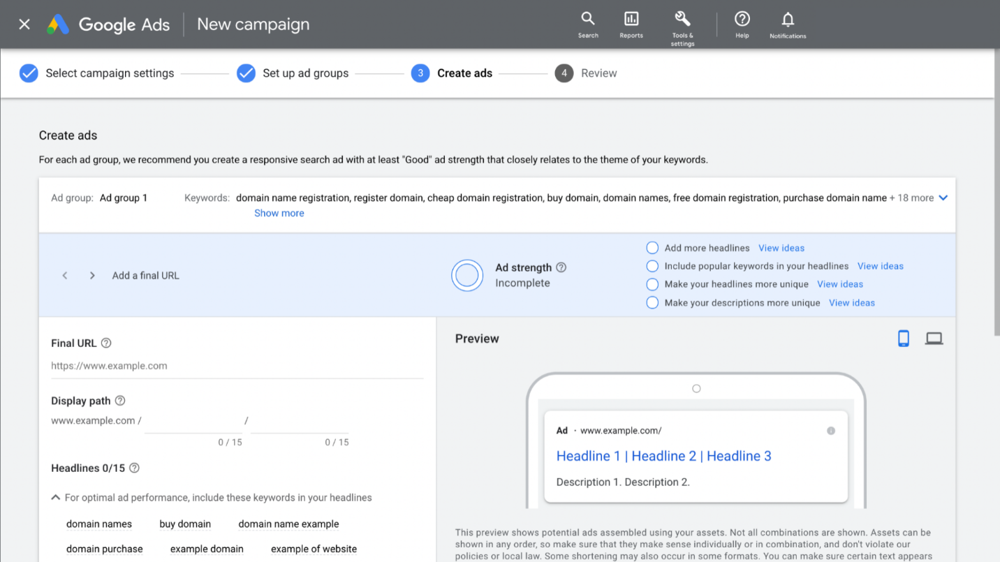 Google Ads
New campaign
Search
Reports
Tools &
settings
Help
Notifications
Select campaign settings
Set up ad groups
3
Create ads
4
Review
Create ads
For each ad group, we recommend you create a responsive search ad with at least "Good" ad strength that closely relates to the theme of your keywords.
Ad group: Ad group 1
Keywords: domain name registration, register domain, cheap domain registration, buy domain, domain names, free domain registration, purchase domain name + 18 more
Show more
Add a final URL
Ad strength
Incomplete
Add more headlines View ideas
Include popular keywords in your headlines View ideas
Make your headlines more unique View ideas
Make your descriptions more unique View ideas
Final URL
https://www.example.com
Display path
www.example.com / /
0 / 15 0 / 15
Headlines 0/15
For optimal ad performance, include these keywords in your headlines
domain names buy domain domain name example
domain purchase example domain example of website
Preview
Ad · www.example.com/
Headline 1 | Headline 2 | Headline 3
Description 1. Description 2.
This preview shows potential ads assembled using your assets. Not all combinations are shown. Assets can be
shown in any order, so make sure that they make sense individually or in combination, and don't violate our
policies or local law. Some shortening may also occur in some formats. You can make sure certain text appears